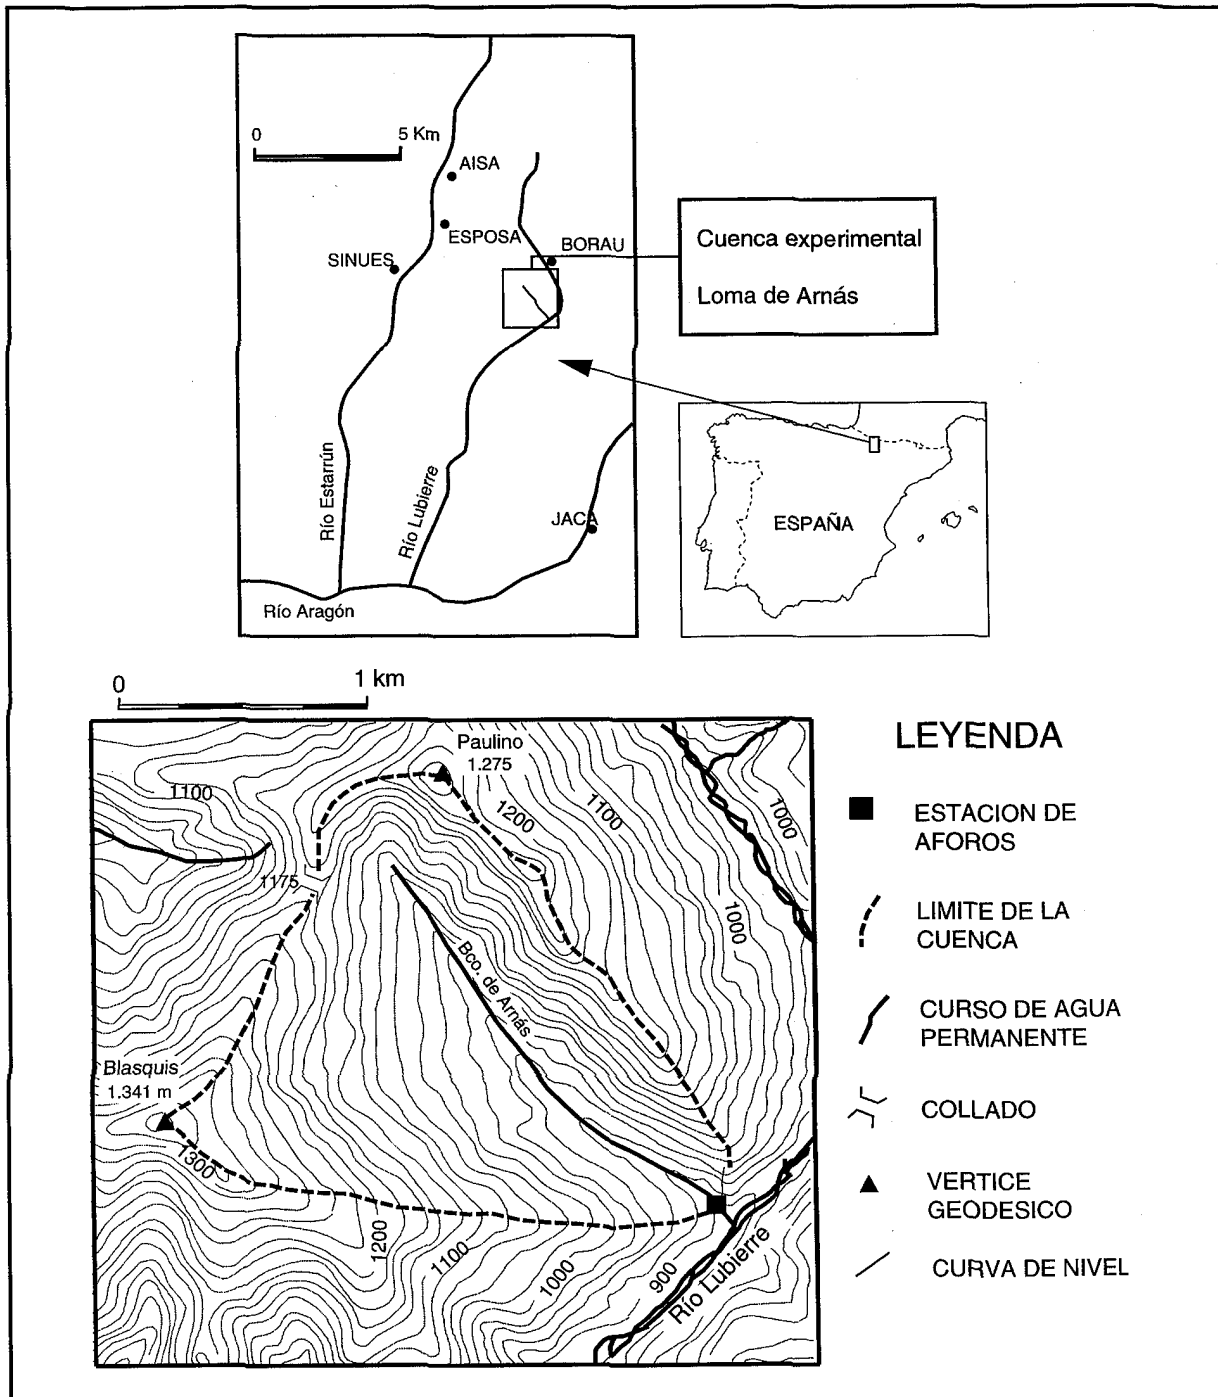 0
5 Km
AISA
ESPOSA
SINUES
BORAU
Cuenca experimental
Loma de Arnás
Río Estarrún
Río Lubierre
JACA
Río Aragón
ESPAÑA
0
1 km
Paulino
1.275
1100
1200
1100
1000
1175
1000
Bco. de Arnás
Blasquis
1.341 m
1300
1200
1100
1000
900
Río Lubierre
LEYENDA
ESTACION DE
AFOROS
LIMITE DE LA
CUENCA
CURSO DE AGUA
PERMANENTE
COLLADO
VERTICE
GEODESICO
CURVA DE NIVEL